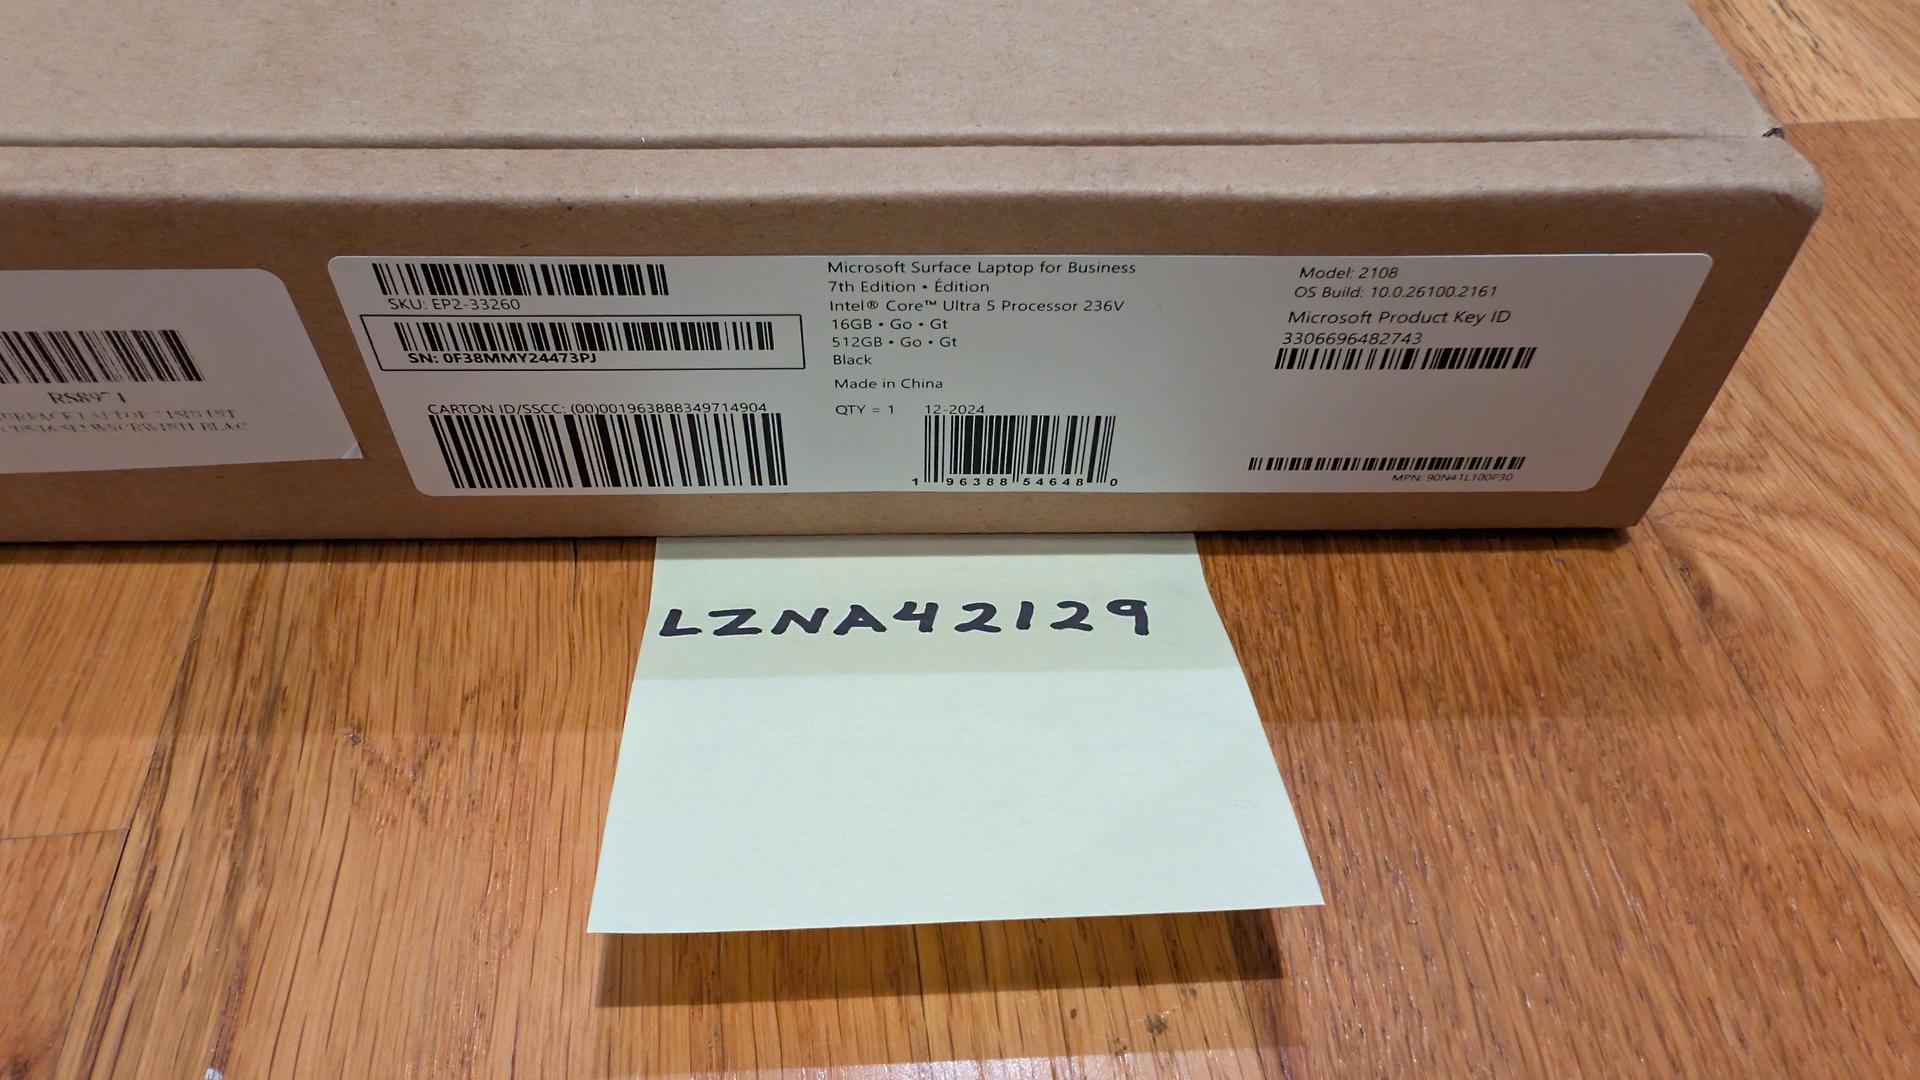 RS8971
SKU: EP2-33260
SN: 0F38MMY24473PJ
CARTON ID/SSCC: (00)001963888349714904
Microsoft Surface Laptop for Business
7th Edition • Édition
Intel® Core™ Ultra 5 Processor 236V
16GB • Go • Gt
512GB • Go • Gt
Black
Made in China
QTY = 1 12-2024
1 96388 54648 0
Model: 2108
OS Build: 10.0.26100.2161
Microsoft Product Key ID
3306696482743
MPN: 90N41L100P30
LZNA42129